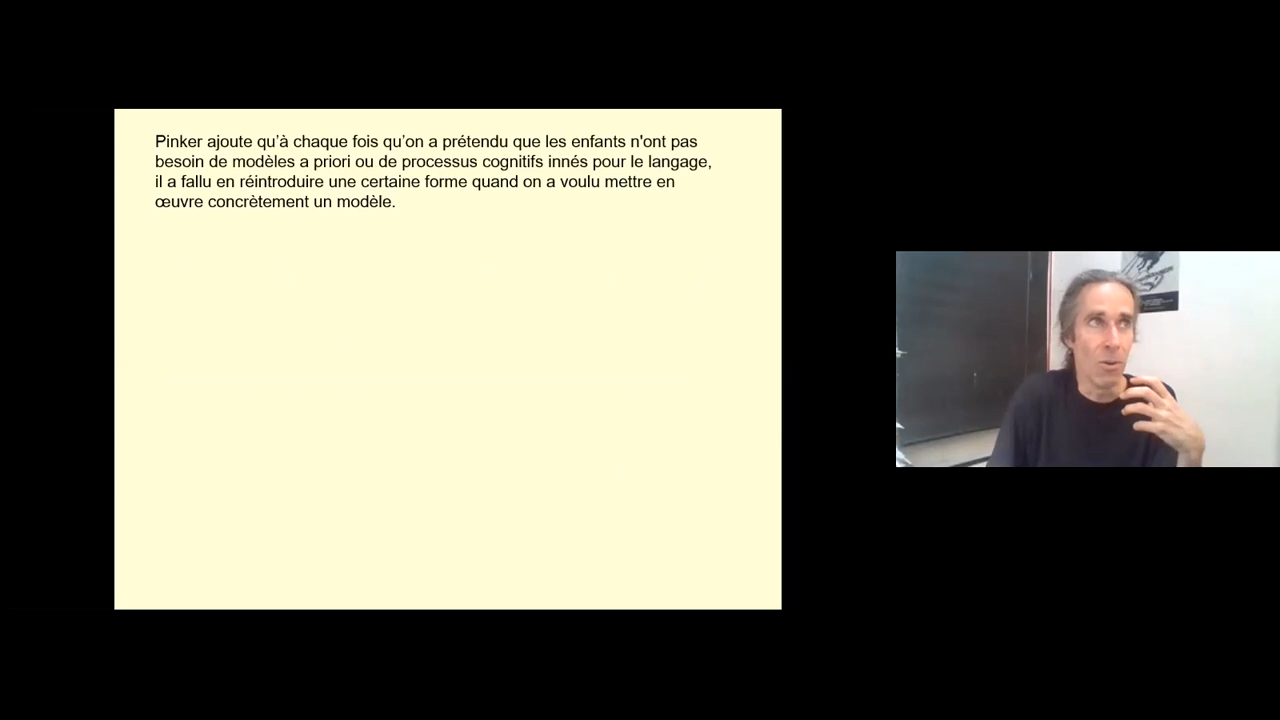 Pinker ajoute qu’à chaque fois qu’on a prétendu que les enfants n'ont pas
besoin de modèles a priori ou de processus cognitifs innés pour le langage,
il a fallu en réintroduire une certaine forme quand on a voulu mettre en
œuvre concrètement un modèle.